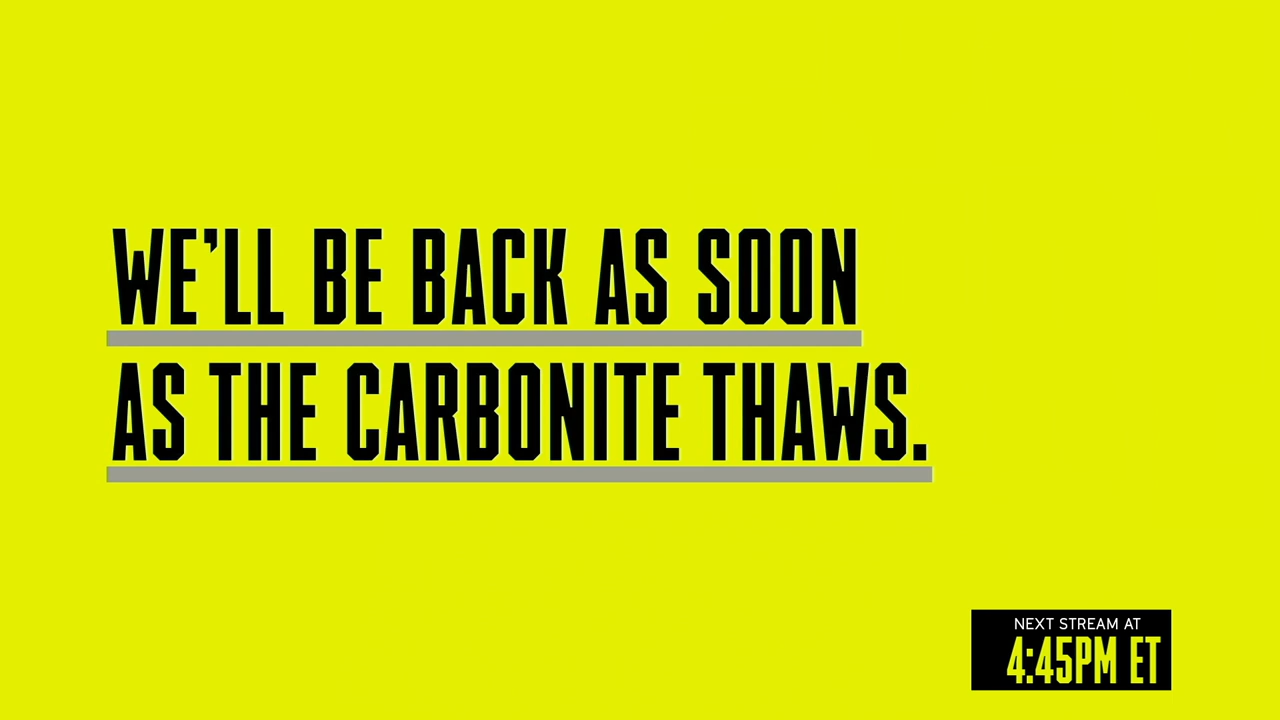 WE'LL BE BACK AS SOON
AS THE CARBONITE THAWS.
NEXT STREAM AT
4:45PM ET